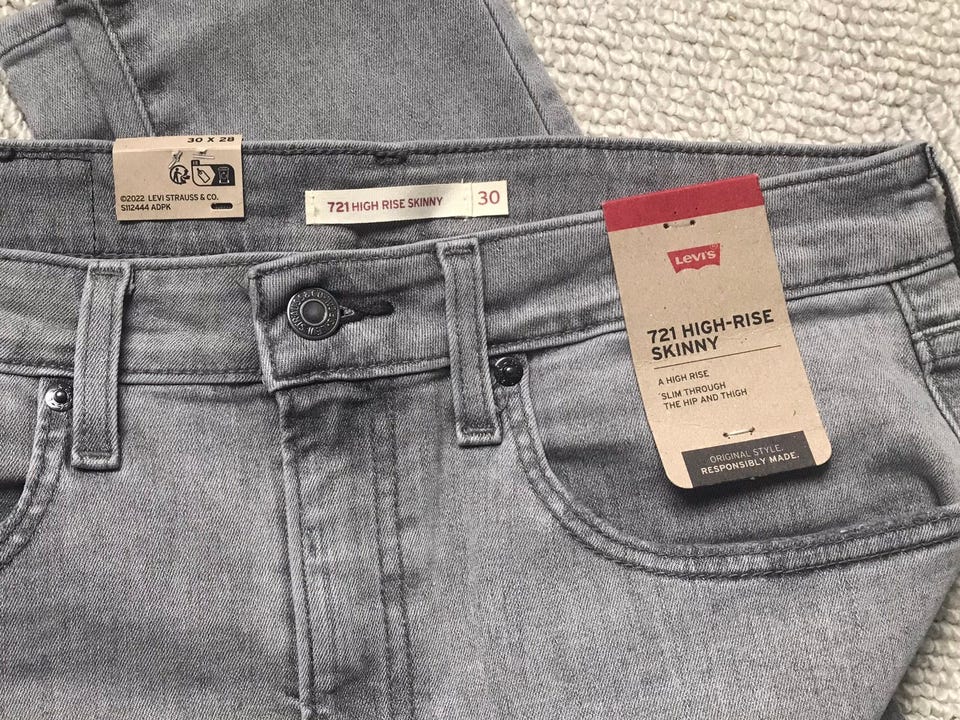 30 X 28
©2022 LEVI STRAUSS & CO.
S112444 ADPK
721 HIGH RISE SKINNY 30
LEVI'S
721 HIGH-RISE
SKINNY
A HIGH RISE
SLIM THROUGH
THE HIP AND THIGH
ORIGINAL STYLE.
RESPONSIBLY MADE.